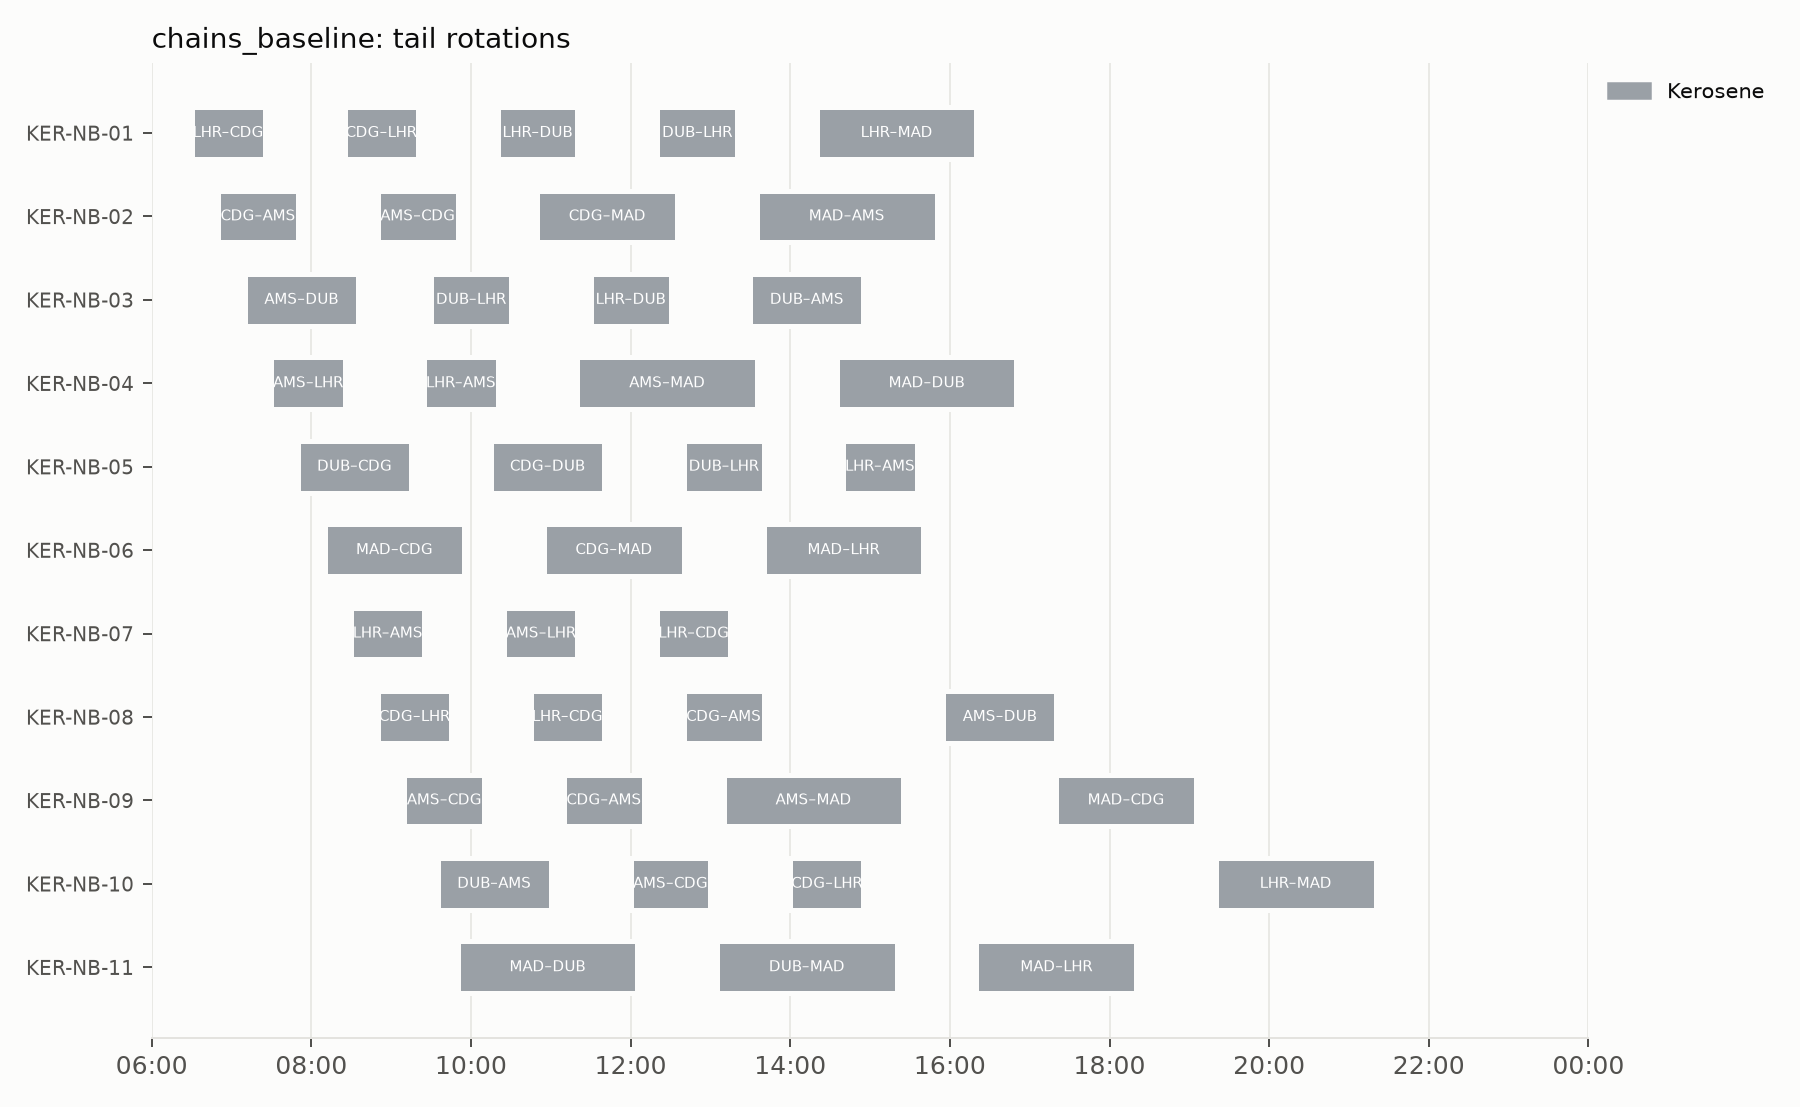 chains_baseline: tail rotations
Kerosene
KER-NB-01 LHR–CDG CDG–LHR LHR–DUB DUB–LHR LHR–MAD
KER-NB-02 CDG–AMS AMS–CDG CDG–MAD MAD–AMS
KER-NB-03 AMS–DUB DUB–LHR LHR–DUB DUB–AMS
KER-NB-04 AMS–LHR LHR–AMS AMS–MAD MAD–DUB
KER-NB-05 DUB–CDG CDG–DUB DUB–LHR LHR–AMS
KER-NB-06 MAD–CDG CDG–MAD MAD–LHR
KER-NB-07 LHR–AMS AMS–LHR LHR–CDG
KER-NB-08 CDG–LHR LHR–CDG CDG–AMS AMS–DUB
KER-NB-09 AMS–CDG CDG–AMS AMS–MAD MAD–CDG
KER-NB-10 DUB–AMS AMS–CDG CDG–LHR LHR–MAD
KER-NB-11 MAD–DUB DUB–MAD MAD–LHR
06:00 08:00 10:00 12:00 14:00 16:00 18:00 20:00 22:00 00:00